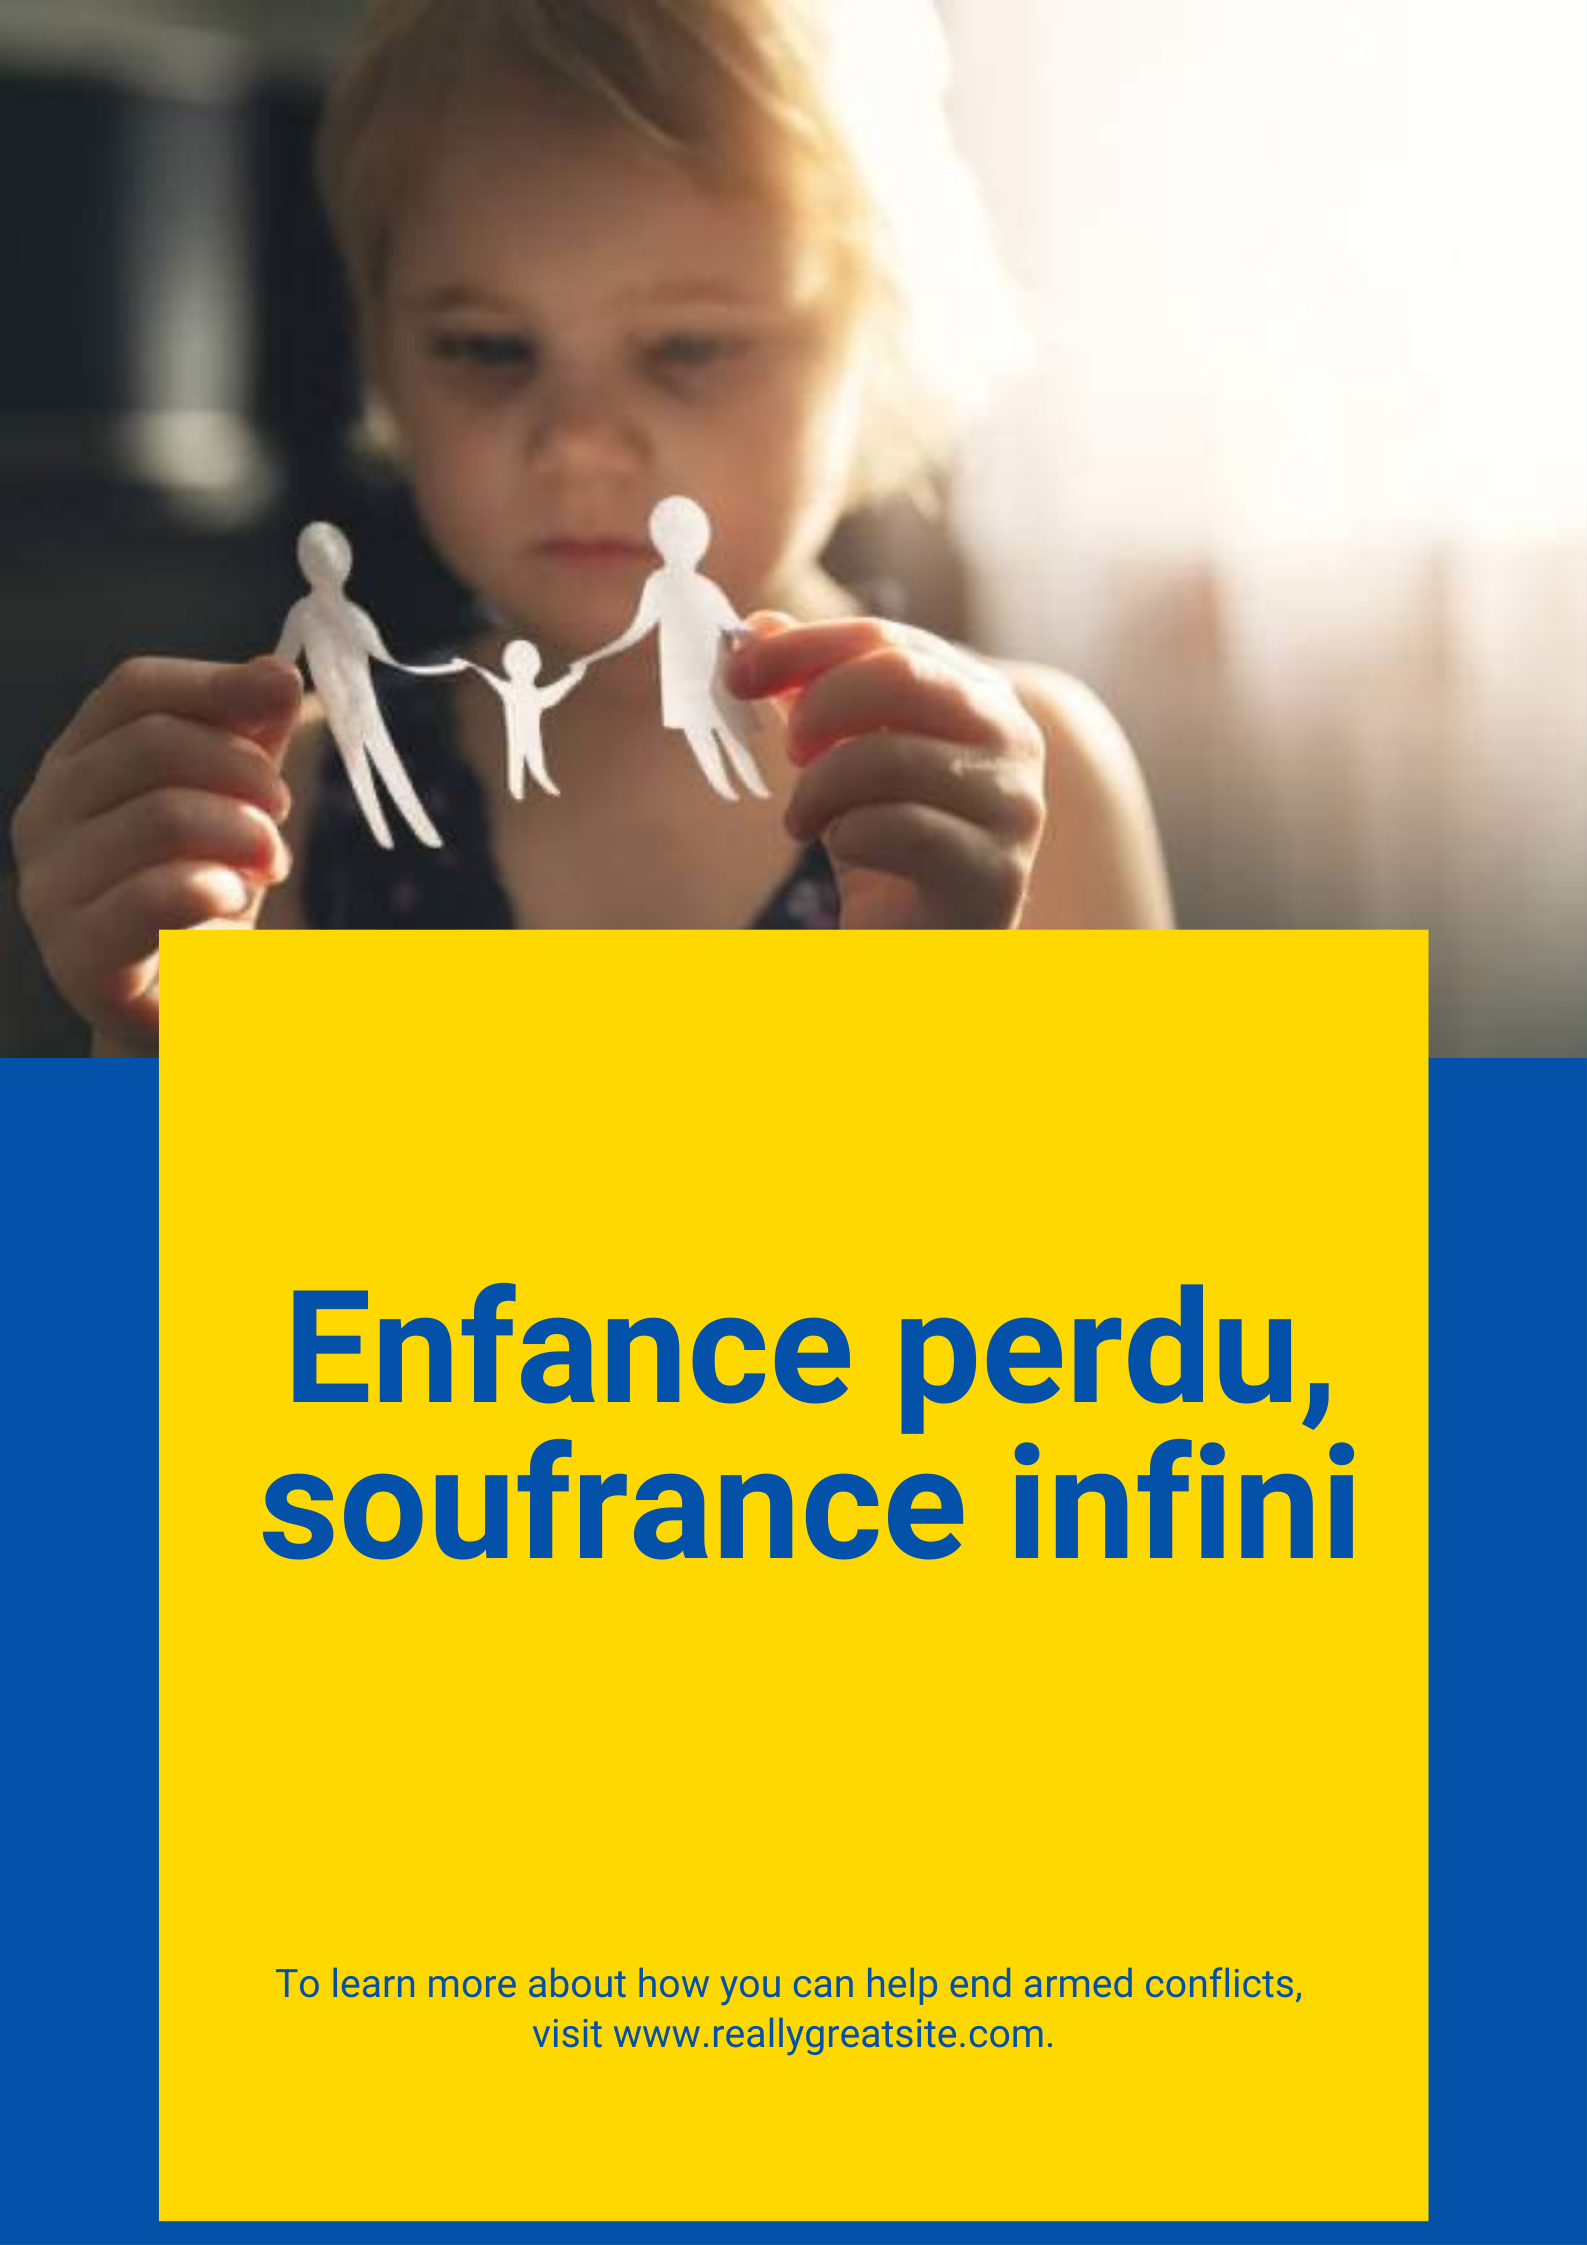 Enfance perdu,
soufrance infini
To learn more about how you can help end armed conflicts,
visit www.reallygreatsite.com.